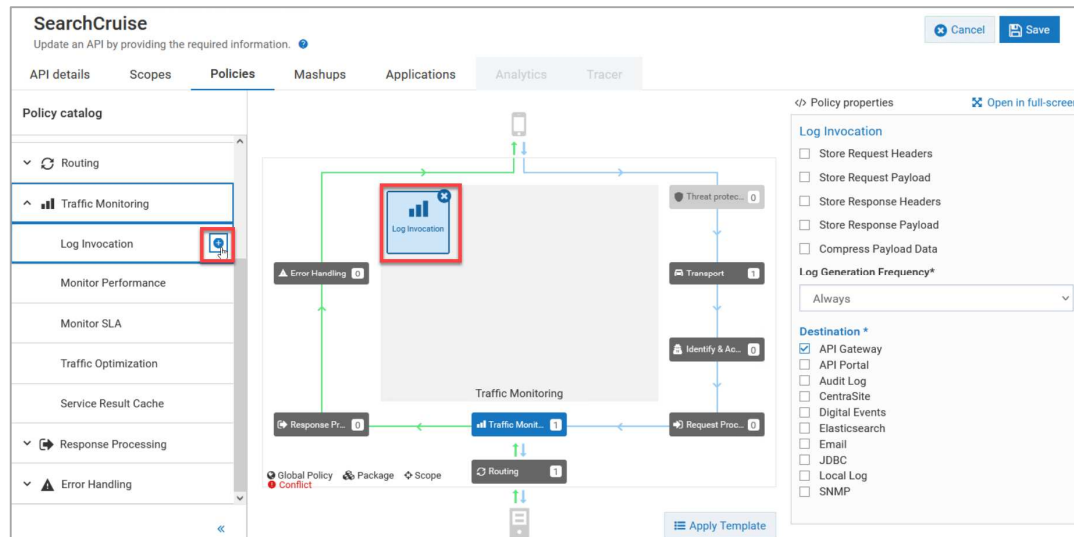 SearchCruise
Update an API by providing the required information.
Cancel
Save
API details Scopes Policies Mashups Applications Analytics Tracer
Policy catalog
Routing
Traffic Monitoring
Log Invocation
Monitor Performance
Monitor SLA
Traffic Optimization
Service Result Cache
Response Processing
Error Handling
«
Log Invocation
Threat protec... 0
Error Handling 0
Transport 1
Identify & Ac... 0
Traffic Monitoring
Response Pr... 0
Traffic Monit... 1
Request Proc... 0
Routing 1
Global Policy Package Scope
Conflict
Apply Template
</> Policy properties
Open in full-screen
Log Invocation
Store Request Headers
Store Request Payload
Store Response Headers
Store Response Payload
Compress Payload Data
Log Generation Frequency*
Always
Destination *
API Gateway
API Portal
Audit Log
CentraSite
Digital Events
Elasticsearch
Email
JDBC
Local Log
SNMP